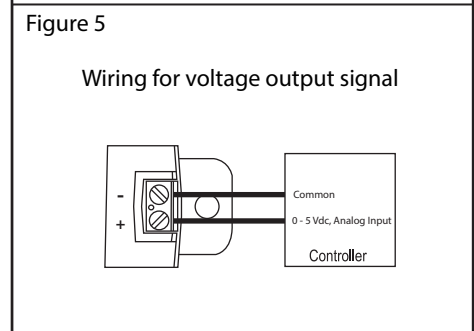 Figure 5
Wiring for voltage output signal
-
Common
+
0 - 5 Vdc, Analog Input
Controller